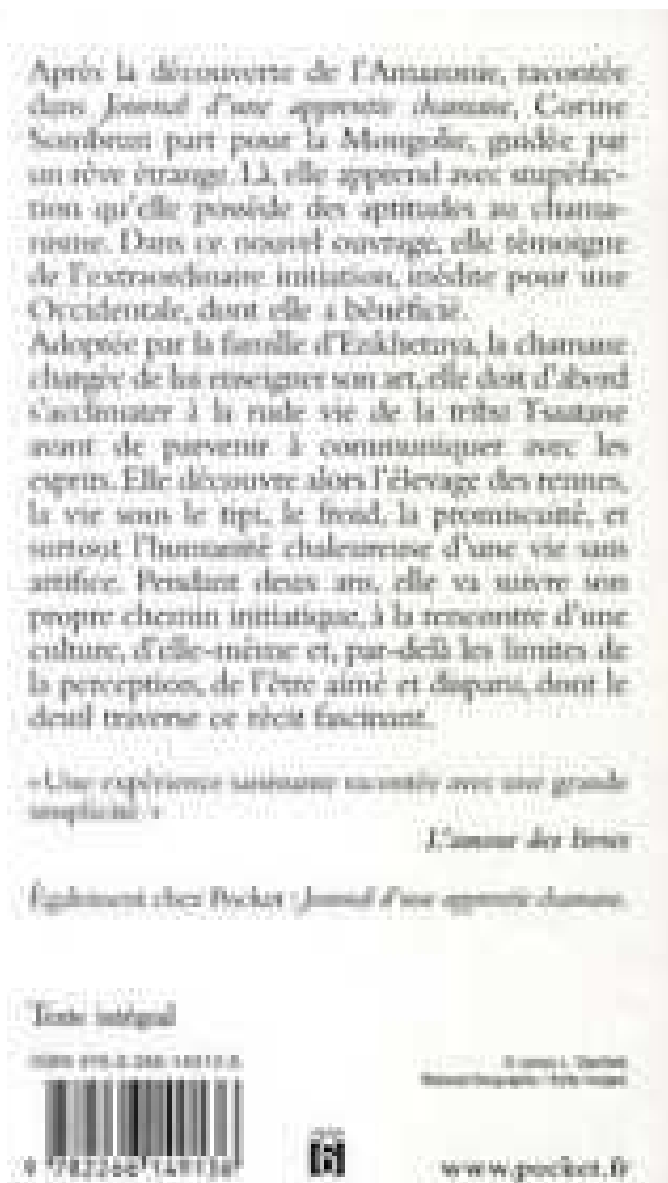 Après la découverte de l'Amazonie, racontée
dans Journal d'une apprentie chamane, Corine
Sombrun part pour la Mongolie, guidée par
un rêve étrange. Là, elle apprend avec stupéfac-
tion qu'elle possède des aptitudes au chama-
nisme. Dans ce nouvel ouvrage, elle témoigne
de l'extraordinaire initiation, inédite pour une
Occidentale, dont elle a bénéficié.
Adoptée par la famille d'Enkhetuya, la chamane
chargée de lui enseigner son art, elle doit d'abord
s'acclimater à la rude vie de la tribu Tsaatane
avant de parvenir à communiquer avec les
esprits. Elle découvre alors l'élevage des rennes,
la vie sous le tipi, le froid, la promiscuité, et
surtout l'humanité chaleureuse d'une vie sans
artifice. Pendant deux ans, elle va suivre son
propre chemin initiatique, à la rencontre d'une
culture, d'elle-même et, par-delà les limites de
la perception, de l'être aimé et disparu, dont le
deuil traverse ce récit fascinant.
« Une expérience racontée avec une grande
simplicité. »
L'amour des livres
Également chez Pocket : Journal d'une apprentie chamane.
Texte intégral
www.pocket.fr